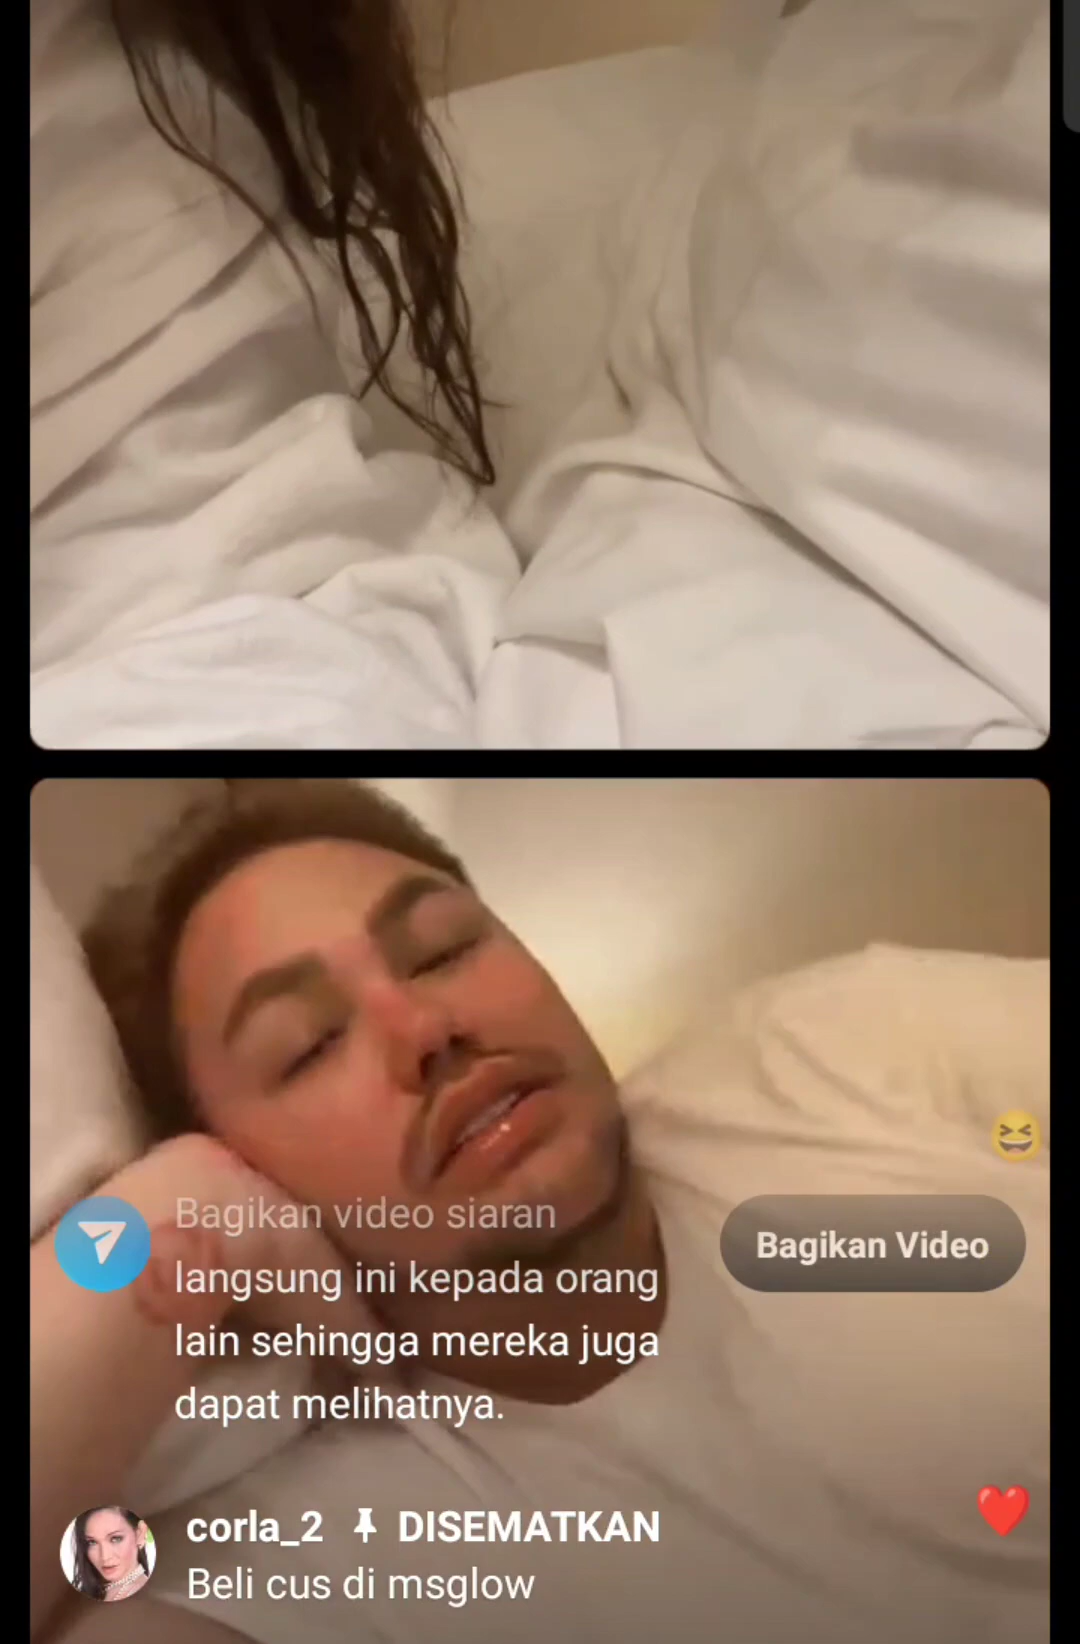 Bagikan video siaran
langsung ini kepada orang
lain sehingga mereka juga
dapat melihatnya.
Bagikan Video
corla_2 DISEMATKAN
Beli cus di msglow